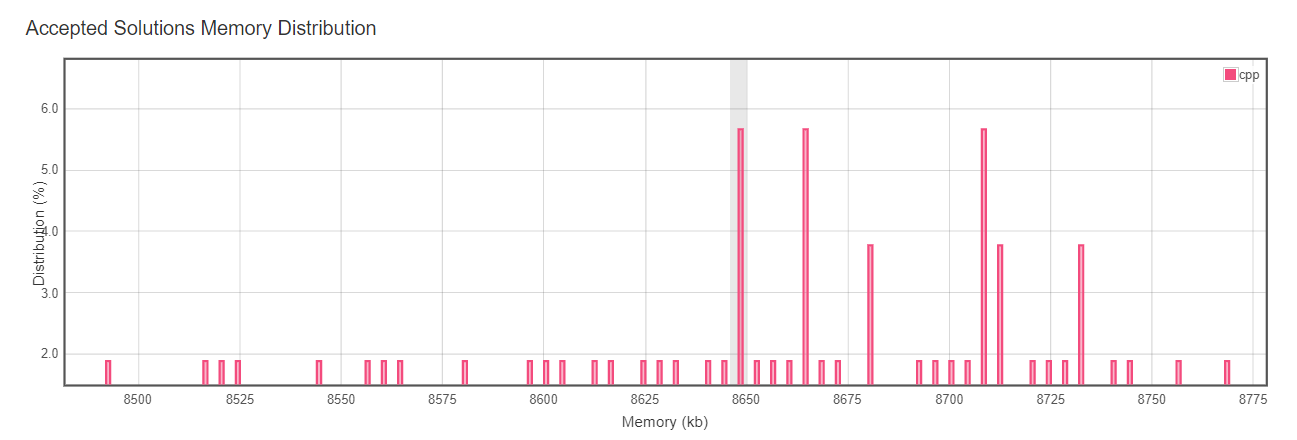 Accepted Solutions Memory Distribution
cpp
Distribution (%)
6.0
5.0
4.0
3.0
2.0
8500 8525 8550 8575 8600 8625 8650 8675 8700 8725 8750 8775
Memory (kb)